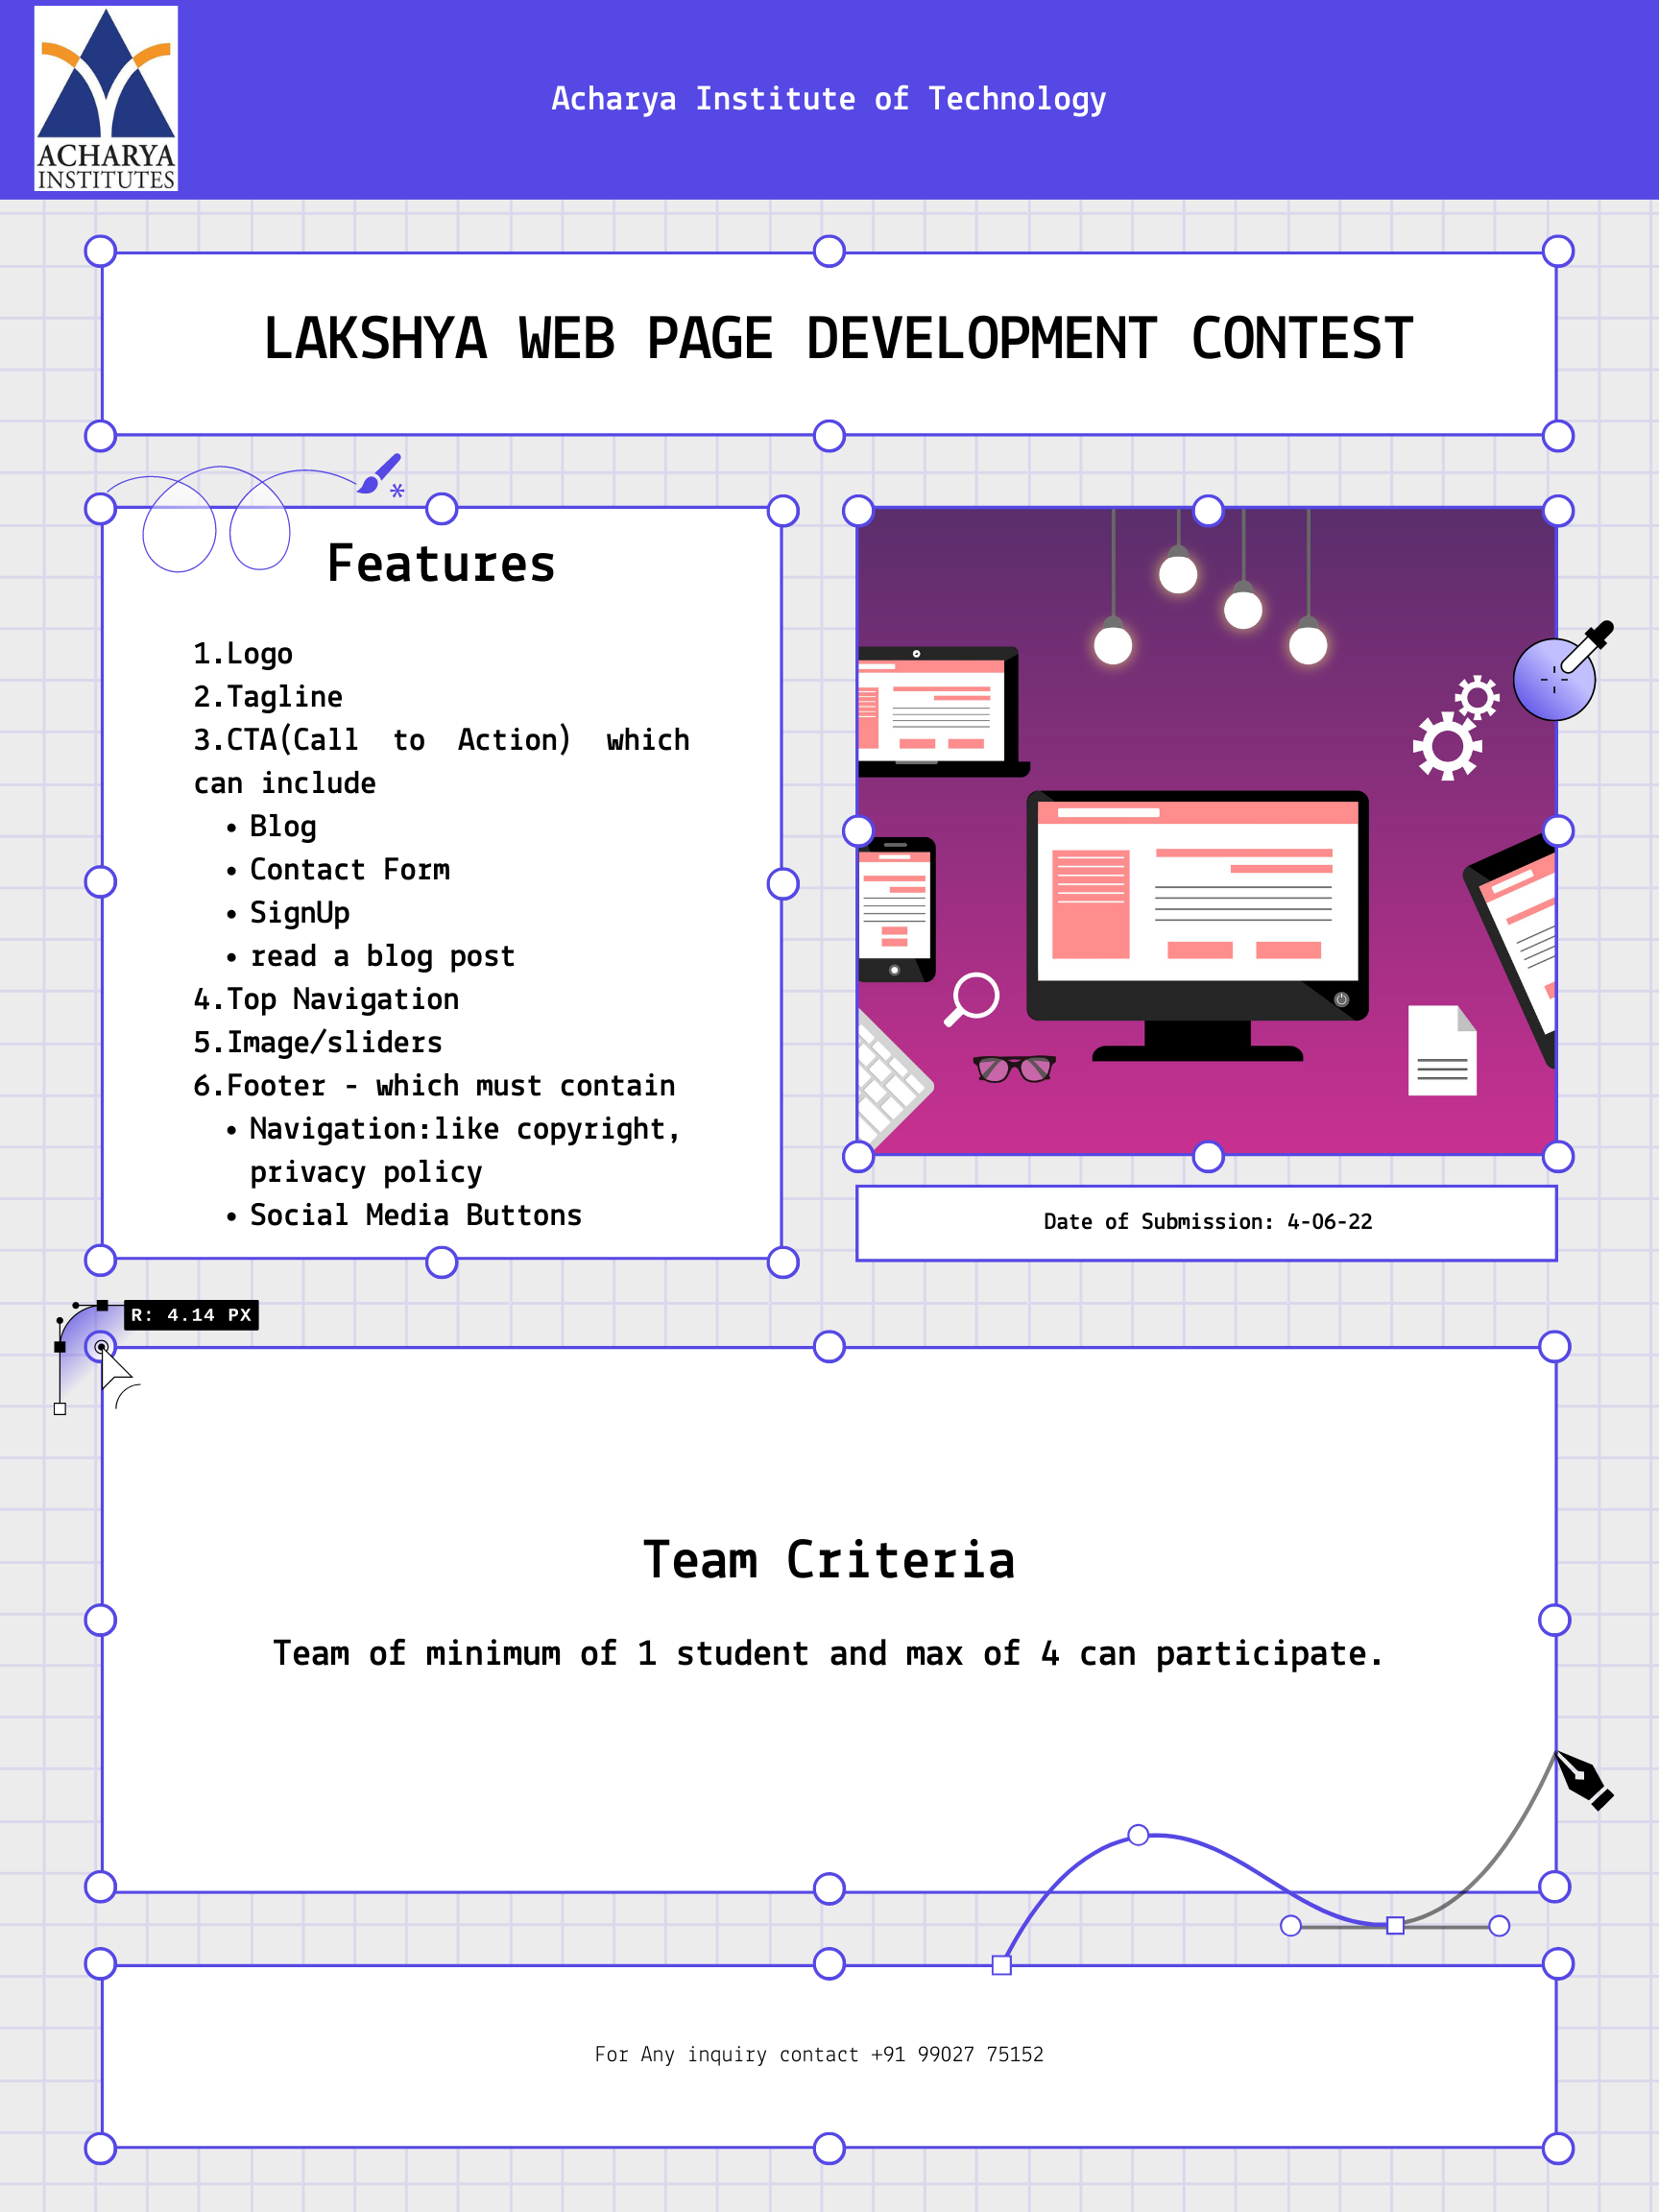 ACHARYA
INSTITUTES
Acharya Institute of Technology
LAKSHYA WEB PAGE DEVELOPMENT CONTEST
Features
1.Logo
2.Tagline
3.CTA(Call to Action) which
can include
• Blog
• Contact Form
• SignUp
• read a blog post
4.Top Navigation
5.Image/sliders
6.Footer - which must contain
• Navigation:like copyright,
privacy policy
• Social Media Buttons
Date of Submission: 4-06-22
R: 4.14 PX
Team Criteria
Team of minimum of 1 student and max of 4 can participate.
For Any inquiry contact +91 99027 75152